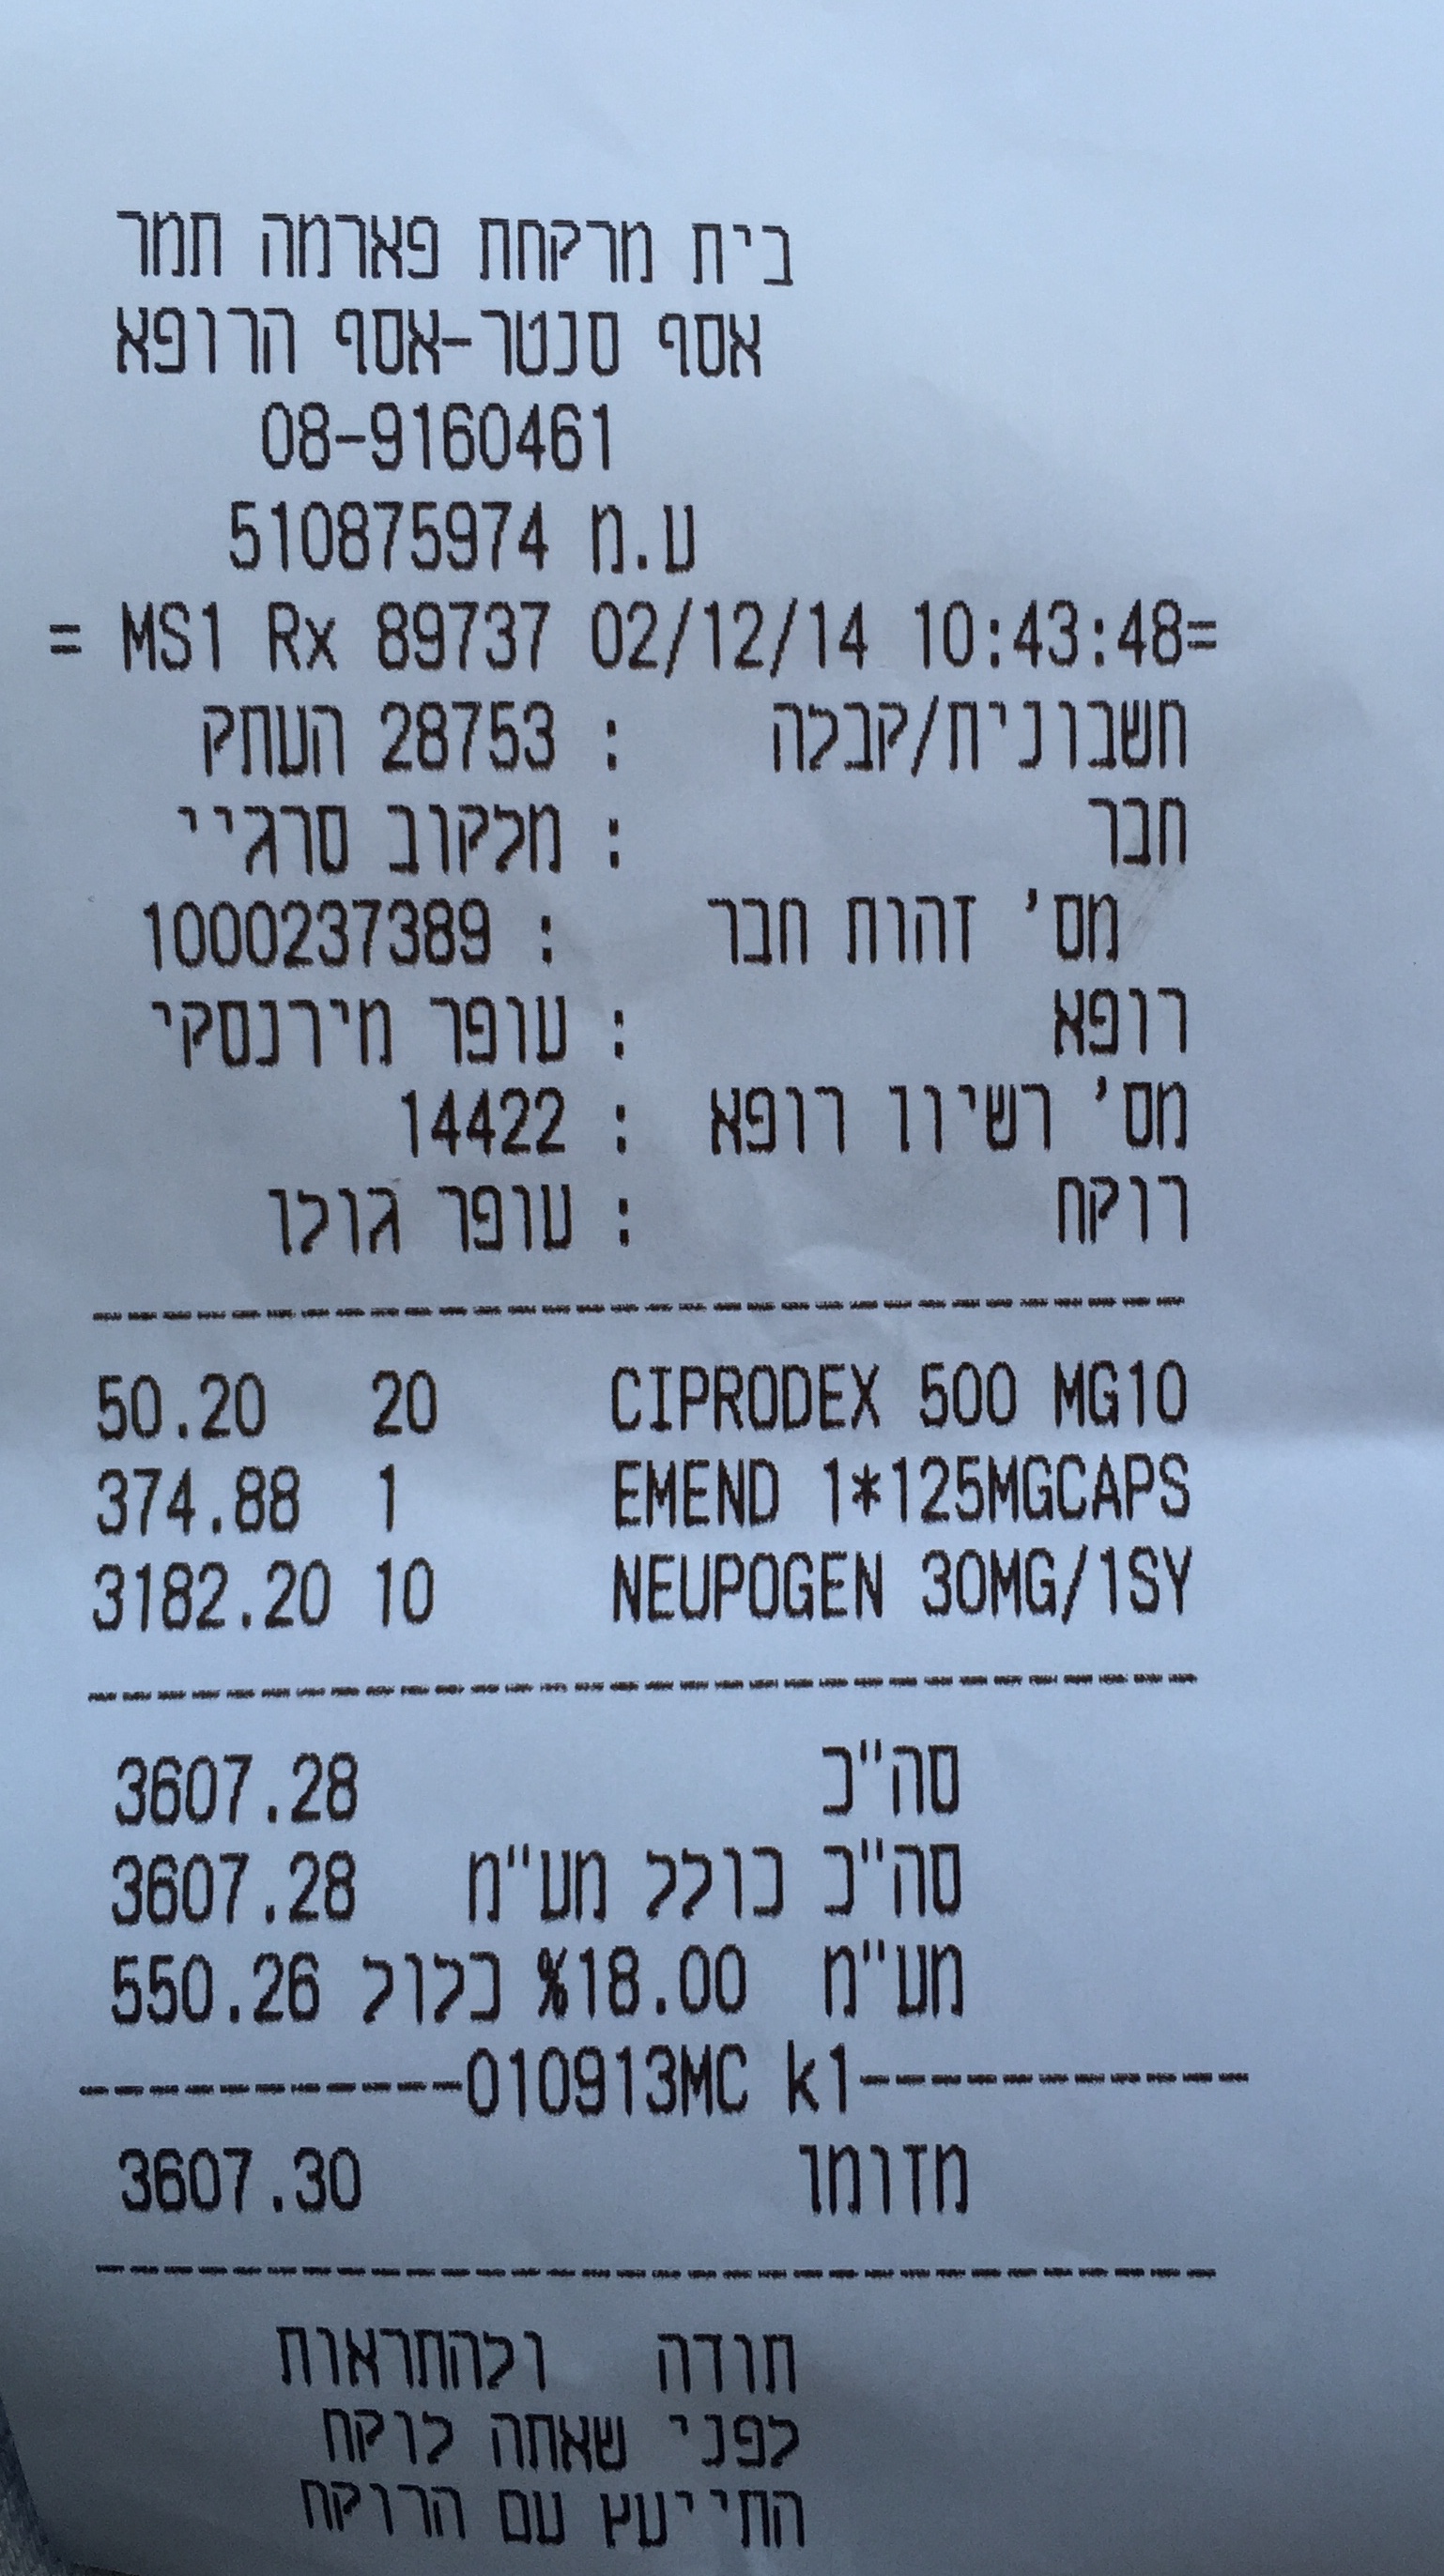 בית מרקחת פארמה תמר
אסף סנטר-אסף הרופא
08-9160461
ע.מ 510875974
= MS1 Rx 89737 02/12/14 10:43:48=
חשבונית/קבלה : 28753 העתק
חבר : מלקוב סרגיי
מס' זהות חבר : 1000237389
רופא : עופר מירנסקי
מס' רשיון רופא : 14422
רוקח : עופר גולן
50.20 20 CIPRODEX 500 MG10
374.88 1 EMEND 1*125MGCAPS
3182.20 10 NEUPOGEN 30MG/1SY
סה"כ 3607.28
סה"כ כולל מע"מ 3607.28
מע"מ 18.00% כלול 550.26
------------010913MC k1------------
מזומן 3607.30
תודה ולהתראות
לפני שאתה לוקח
התייעץ עם הרוקח